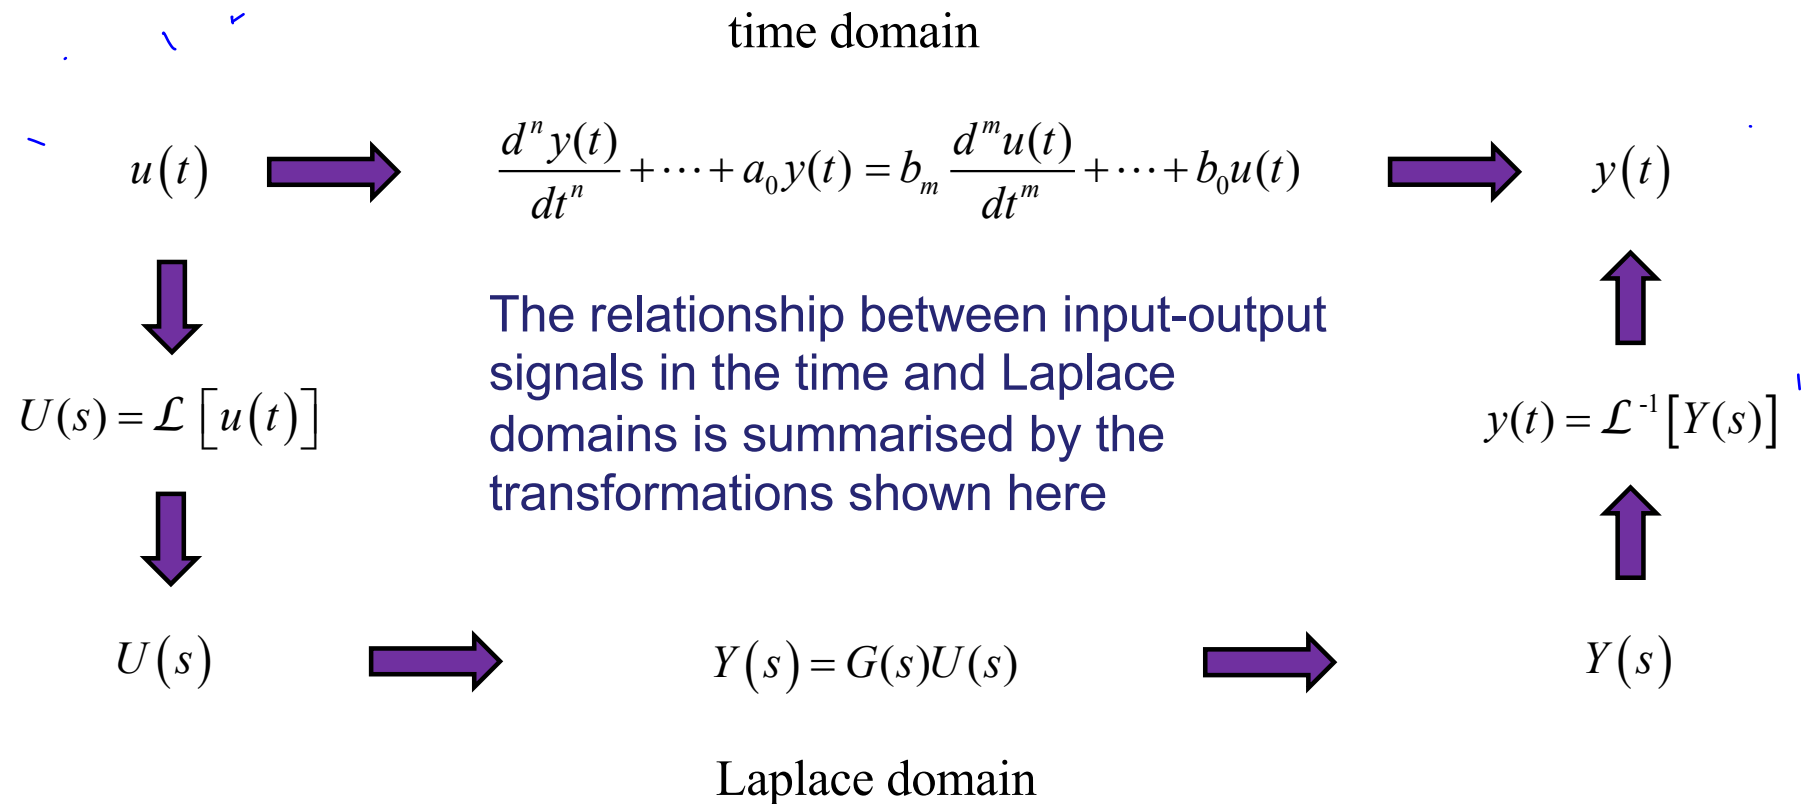 time domain
u(t)
dⁿy(t)/dtⁿ + ⋯ + a₀y(t) = bₘ dᵐu(t)/dtᵐ + ⋯ + b₀u(t)
y(t)
The relationship between input-output
signals in the time and Laplace
domains is summarised by the
transformations shown here
U(s) = ℒ [u(t)]
y(t) = ℒ⁻¹[Y(s)]
U(s)
Y(s) = G(s)U(s)
Y(s)
Laplace domain